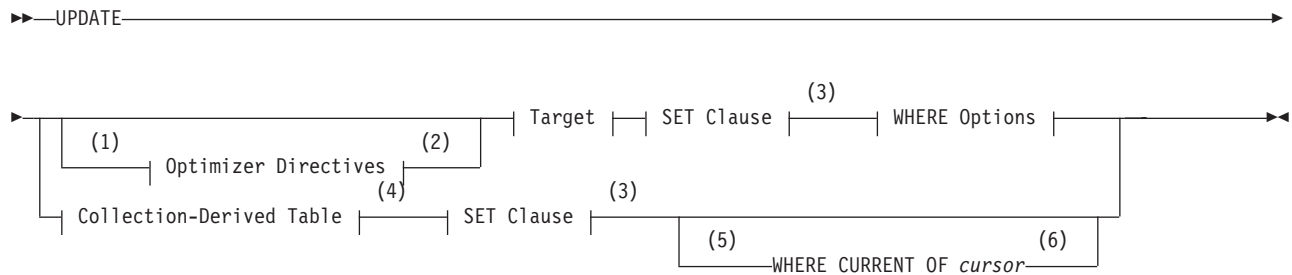 UPDATE
(3)
Target SET Clause WHERE Options
(1) (2)
Optimizer Directives
(4) (3)
Collection-Derived Table SET Clause
(5) (6)
WHERE CURRENT OF cursor